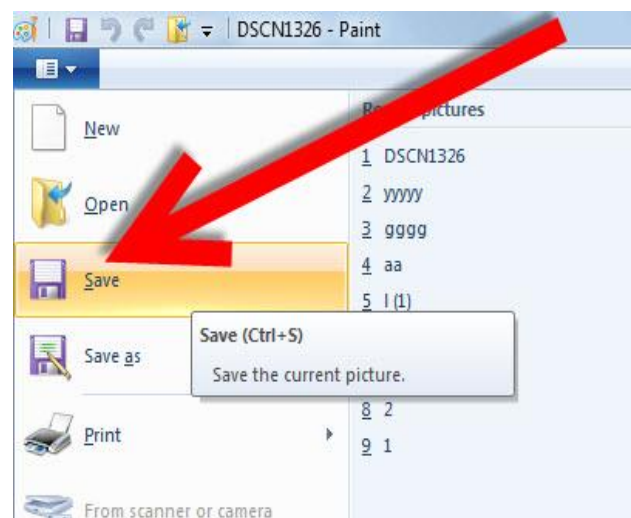 DSCN1326 - Paint
New
Open
Save
Save as
Print
From scanner or camera
pictures
1 DSCN1326
2 yyyyy
3 gggg
4 aa
5 I (1)
8 2
9 1
Save (Ctrl+S)
Save the current picture.